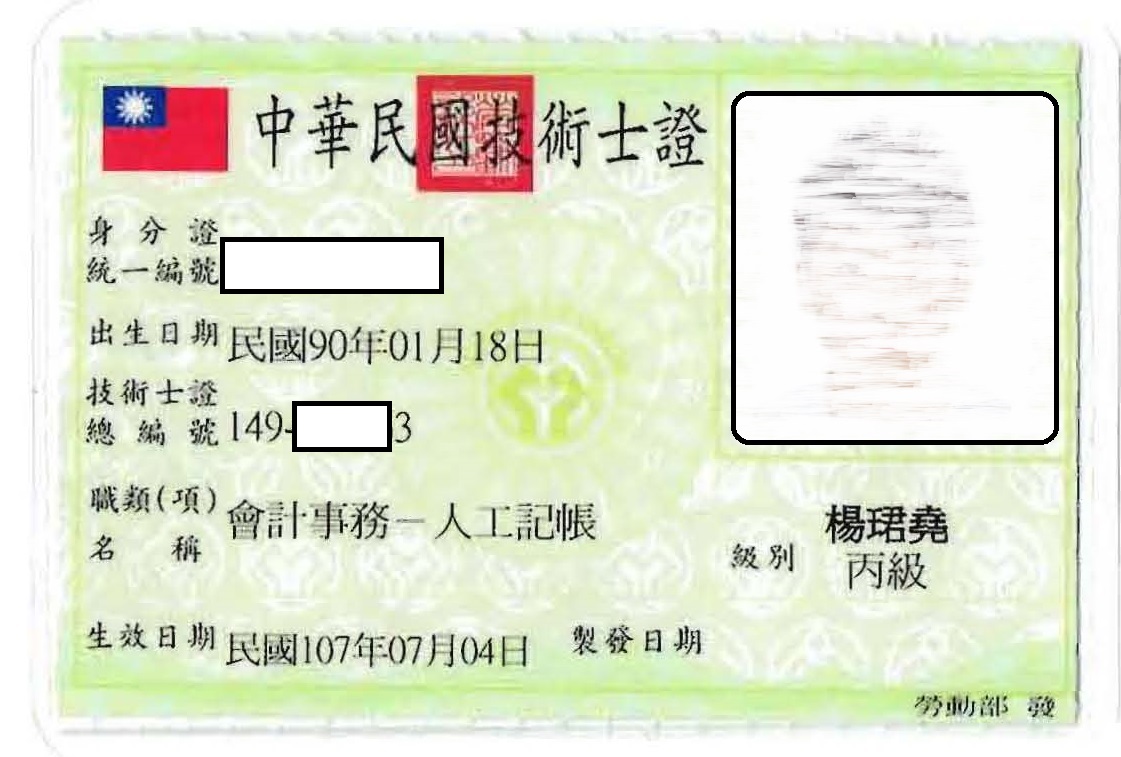 中華民國技術士證
身分證
統一編號
出生日期 民國90年01月18日
技術士證
總編號 149- 3
職類(項)
名稱 會計事務－人工記帳
楊珺堯
級別 丙級
生效日期 民國107年07月04日 製發日期
勞動部 發